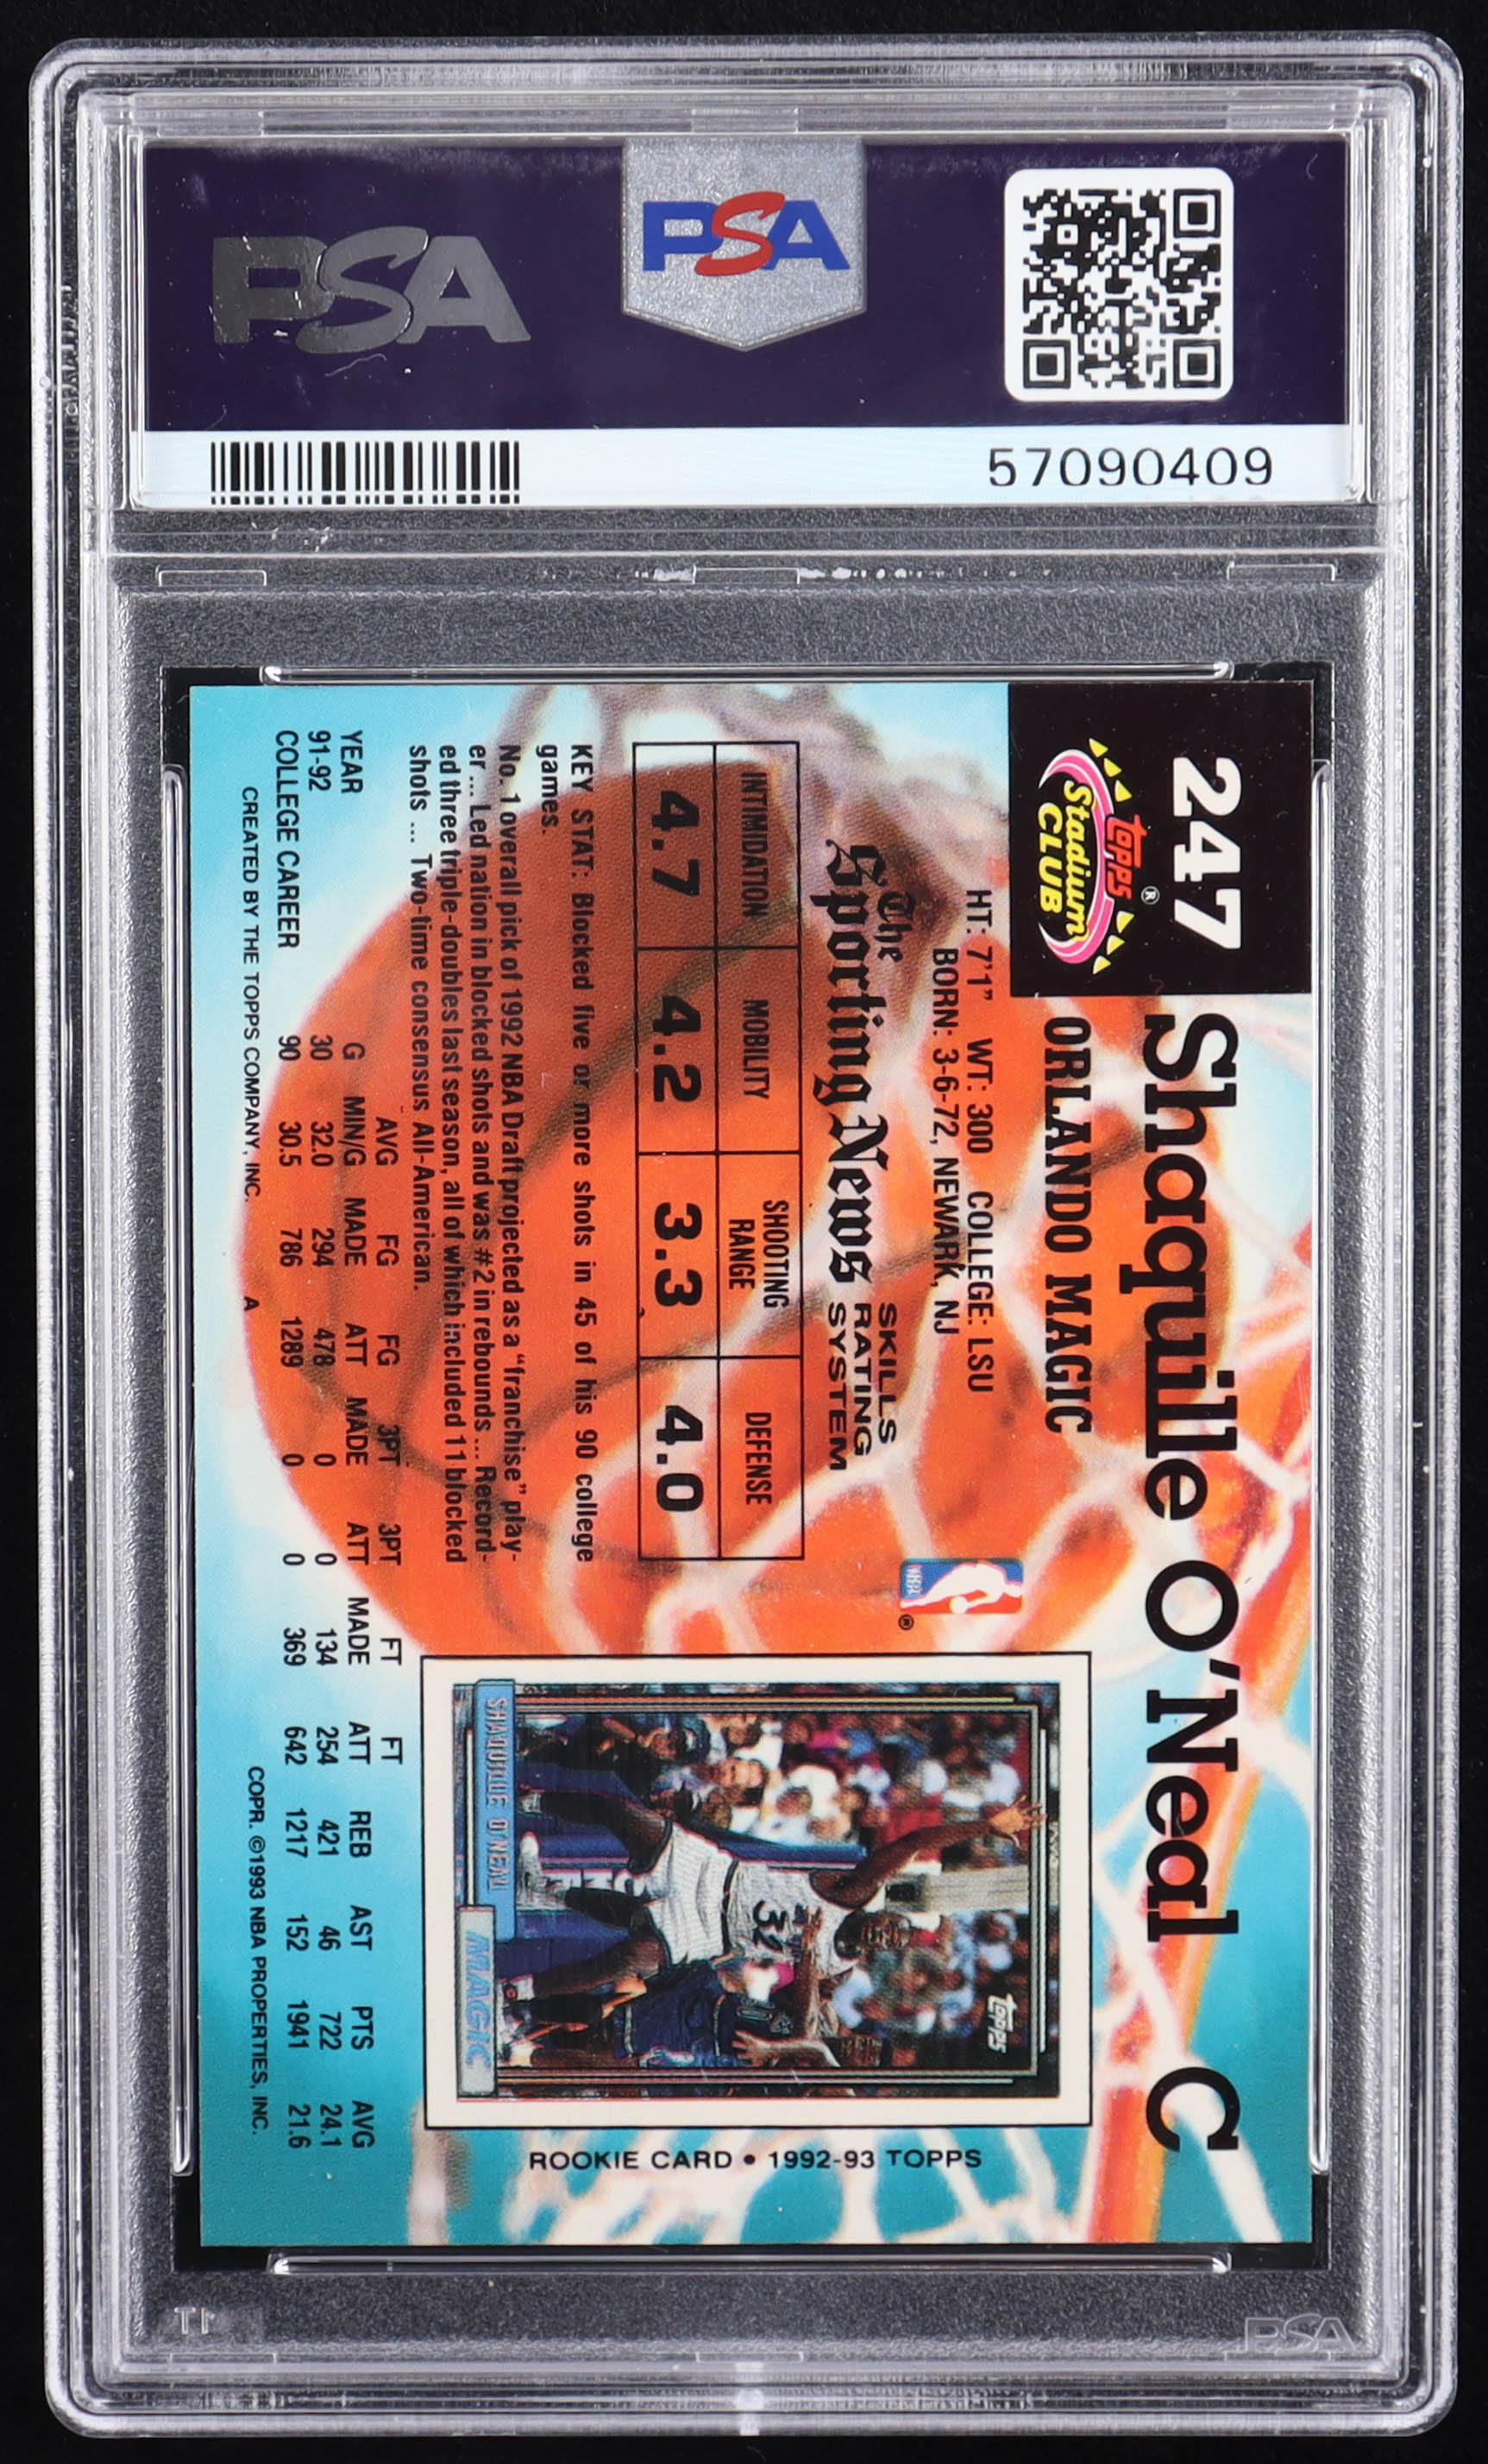 PSA
PSA
57090409
247
Topps®
Stadium
CLUB
Shaquille O'Neal C
ORLANDO MAGIC
HT: 7'1" WT: 300 COLLEGE: LSU
BORN: 3-6-72, NEWARK, NJ
The
Sporting News
SKILLS
RATING
SYSTEM
NBA
®
INTIMIDATION MOBILITY SHOOTING RANGE DEFENSE
4.7 4.2 3.3 4.0
KEY STAT: Blocked five or more shots in 45 of his 90 college
games.
No. 1 overall pick of 1992 NBA Draft projected as a "franchise" play-
er ... Led nation in blocked shots and was #2 in rebounds ... Record-
ed three triple-doubles last season, all of which included 11 blocked
shots ... Two-time consensus All-American.
AVG FG FG 3PT 3PT FT FT
YEAR G MIN/G MADE ATT MADE ATT MADE ATT REB AST PTS AVG
91-92 30 32.0 294 478 0 0 134 254 421 46 722 24.1
COLLEGE CAREER 90 30.5 786 1289 0 0 369 642 1217 152 1941 21.6
CREATED BY THE TOPPS COMPANY, INC. A COPR. ©1993 NBA PROPERTIES, INC.
Topps
32
SHAQUILLE O'NEAL
MAGIC
ROOKIE CARD • 1992-93 TOPPS
PSA